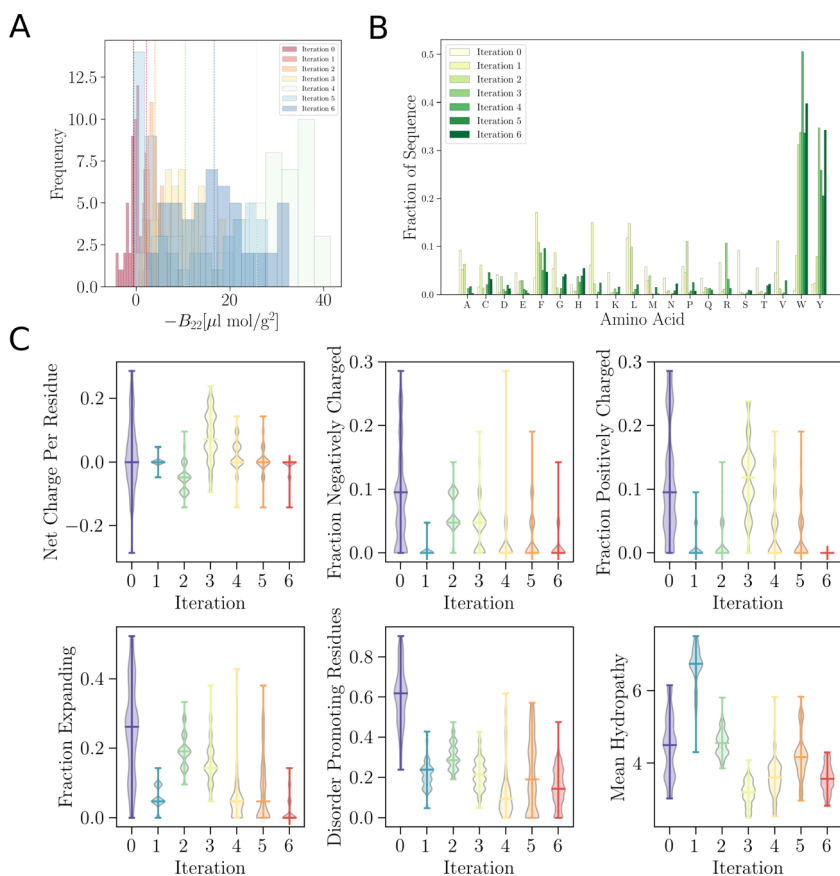 A
Frequency
12.5
10.0
7.5
5.0
2.5
0.0
0
20
40
−B22[μl mol/g²]
Iteration 0
Iteration 1
Iteration 2
Iteration 3
Iteration 4
Iteration 5
Iteration 6
B
Fraction of Sequence
0.5
0.4
0.3
0.2
0.1
0.0
Iteration 0
Iteration 1
Iteration 2
Iteration 3
Iteration 4
Iteration 5
Iteration 6
A C D E F G H I K L M N P Q R S T V W Y
Amino Acid
C
Net Charge Per Residue
0.2
0.0
−0.2
0 1 2 3 4 5 6
Iteration
Fraction Negatively Charged
0.3
0.2
0.1
0.0
0 1 2 3 4 5 6
Iteration
Fraction Positively Charged
0.3
0.2
0.1
0.0
0 1 2 3 4 5 6
Iteration
Fraction Expanding
0.4
0.2
0.0
0 1 2 3 4 5 6
Iteration
Disorder Promoting Residues
0.8
0.6
0.4
0.2
0.0
0 1 2 3 4 5 6
Iteration
Mean Hydropathy
6
4
0 1 2 3 4 5 6
Iteration